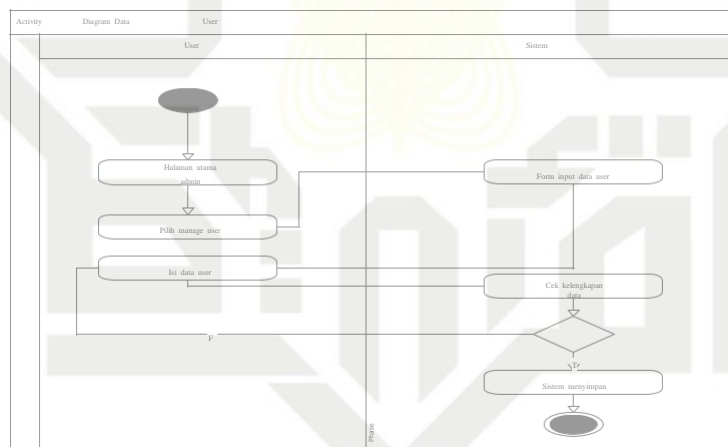 Activity Diagram Data User
User
Sistem
Halaman utama
admin
Form input data user
Pilih manage user
Isi data user
Cek kelengkapan
data
F
T
Sistem menyimpan
Phase